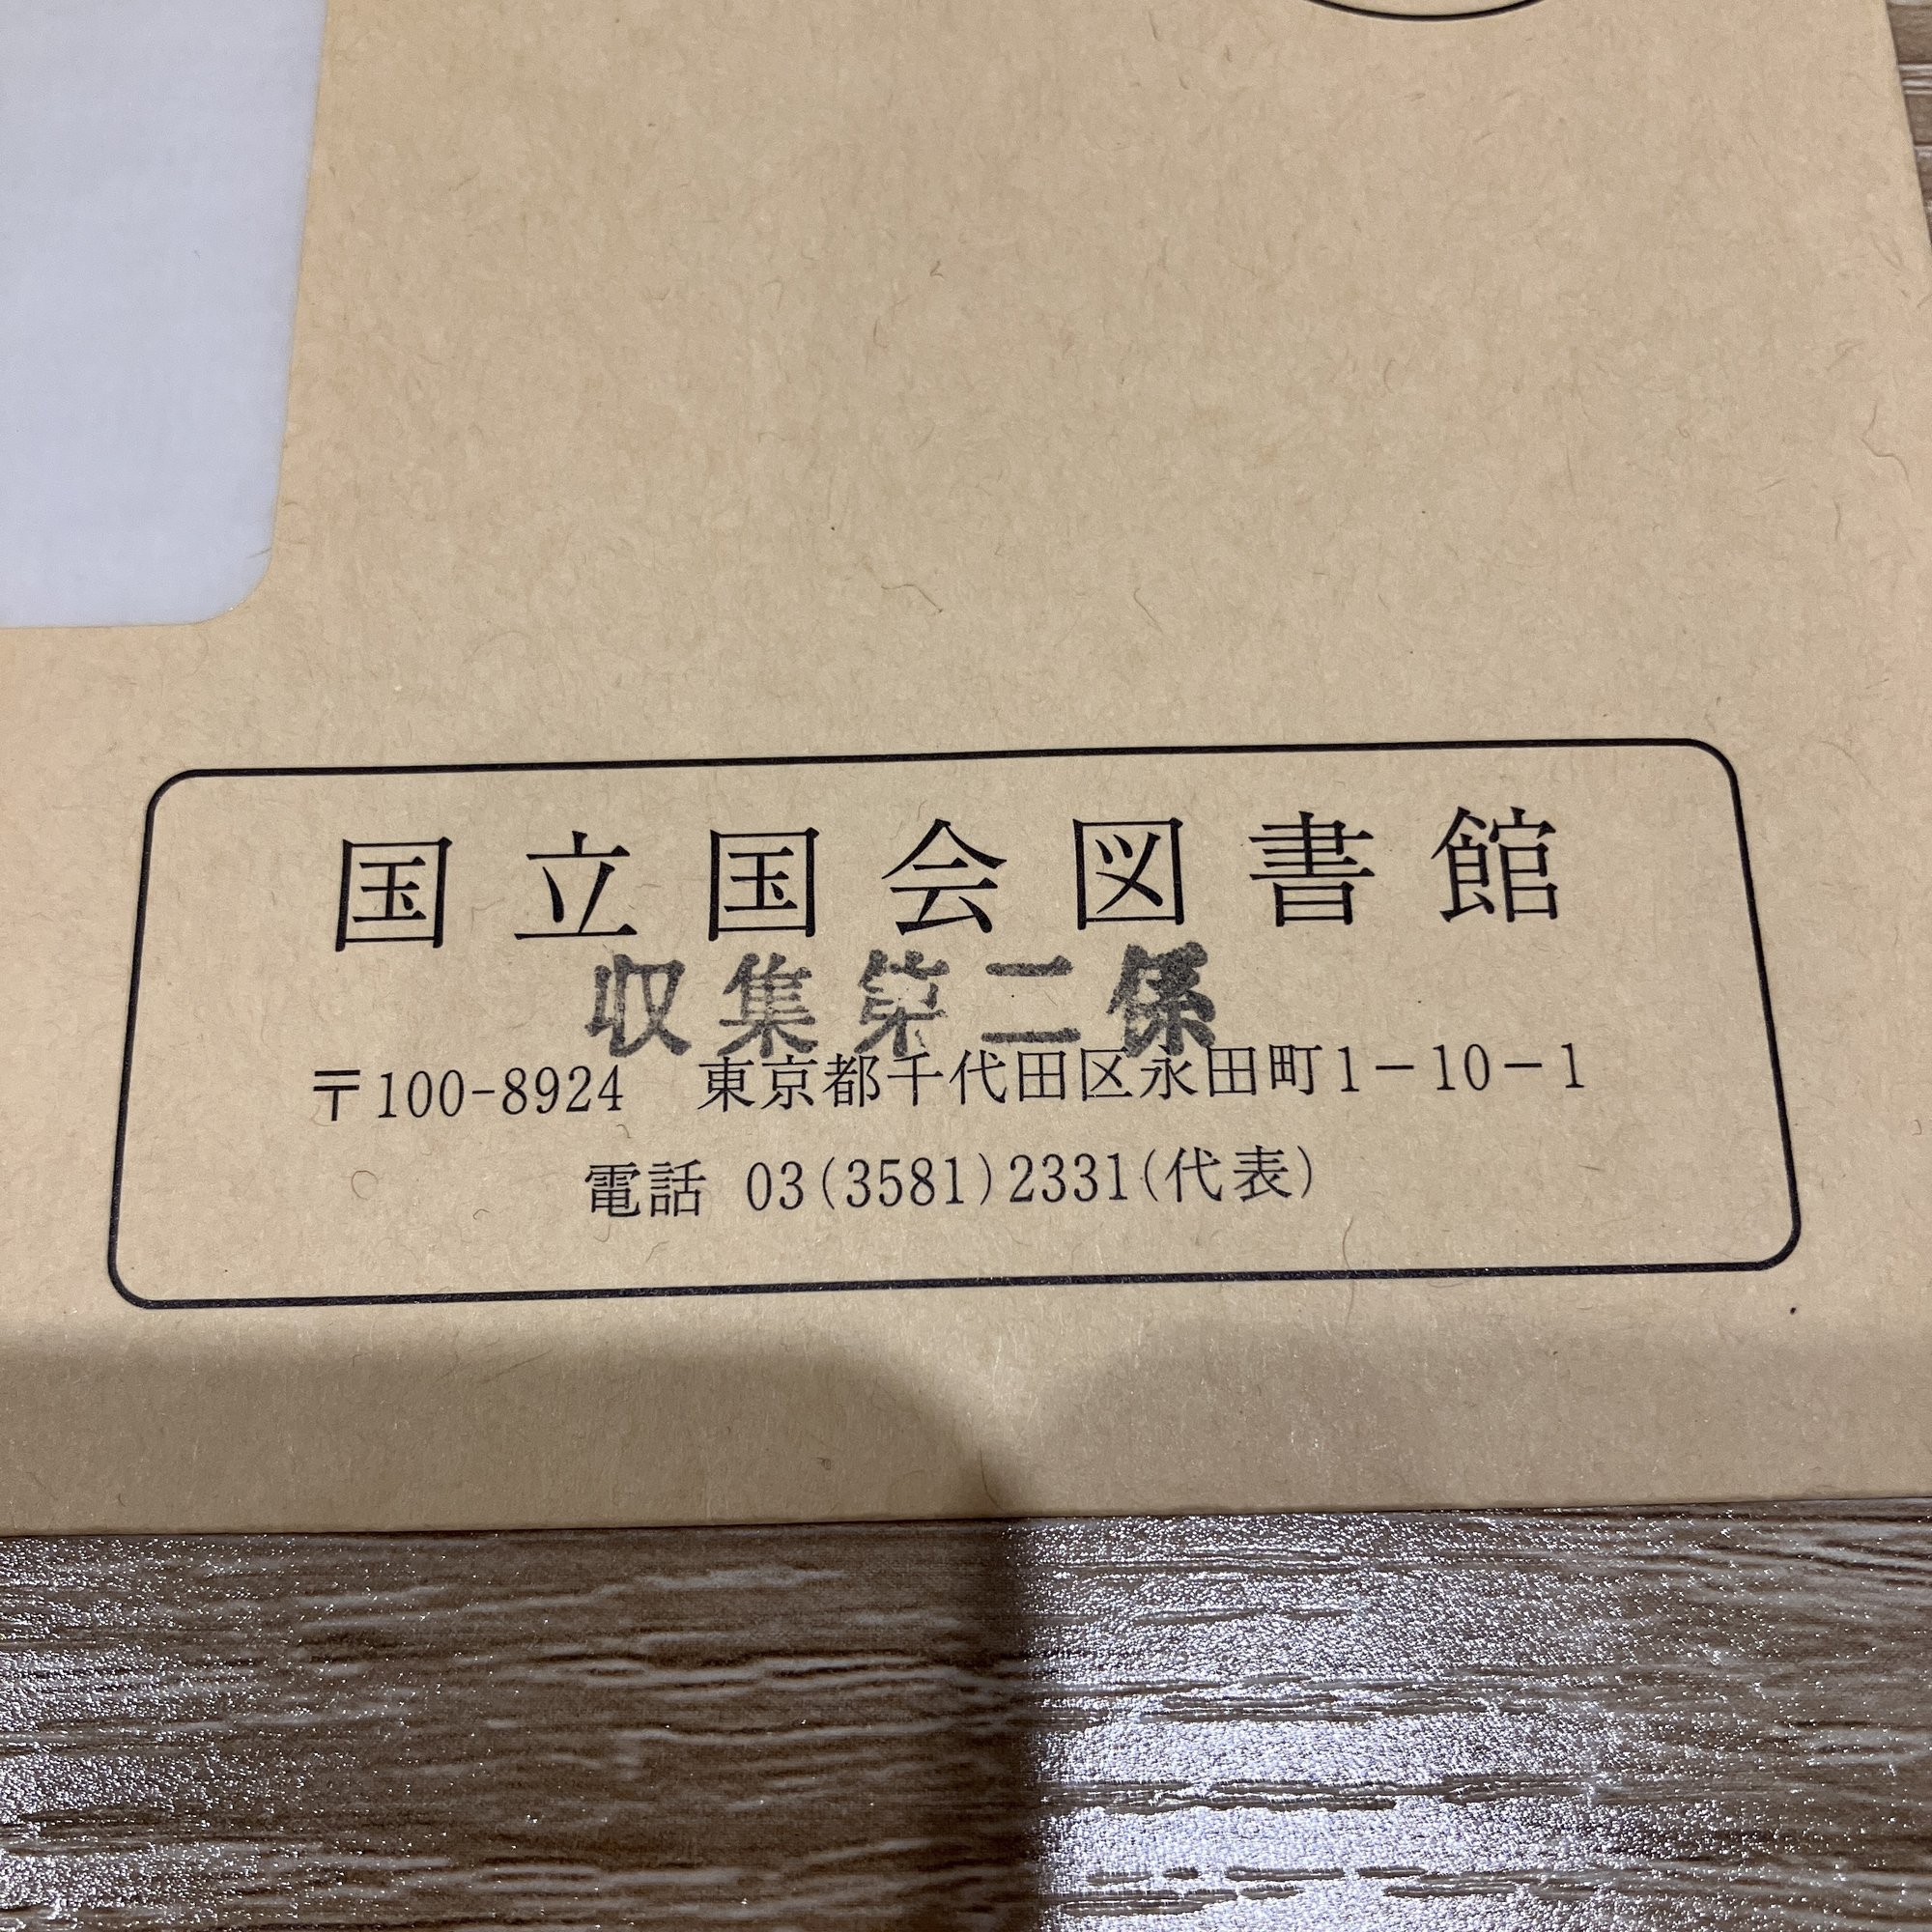 国立国会図書館
収集第二係
〒100-8924　東京都千代田区永田町1－10－1
電話 03(3581)2331(代表)